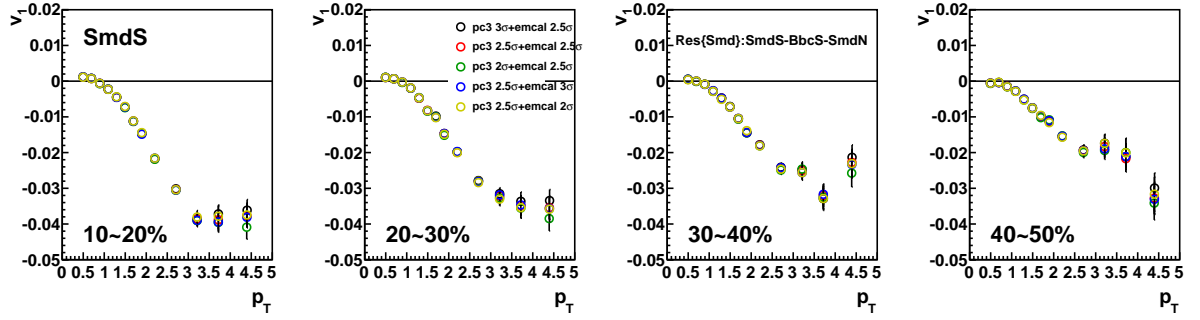 v1 0.02 0.01 0 -0.01 -0.02 -0.03 -0.04 -0.05
SmdS
10~20%
0 0.5 1 1.5 2 2.5 3 3.5 4 4.5 5
pT
v1 0.02 0.01 0 -0.01 -0.02 -0.03 -0.04 -0.05
pc3 3σ+emcal 2.5σ
pc3 2.5σ+emcal 2.5σ
pc3 2σ+emcal 2.5σ
pc3 2.5σ+emcal 3σ
pc3 2.5σ+emcal 2σ
20~30%
0 0.5 1 1.5 2 2.5 3 3.5 4 4.5 5
pT
v1 0.02 0.01 0 -0.01 -0.02 -0.03 -0.04 -0.05
Res{Smd}:SmdS-BbcS-SmdN
30~40%
0 0.5 1 1.5 2 2.5 3 3.5 4 4.5 5
pT
v1 0.02 0.01 0 -0.01 -0.02 -0.03 -0.04 -0.05
40~50%
0 0.5 1 1.5 2 2.5 3 3.5 4 4.5 5
pT